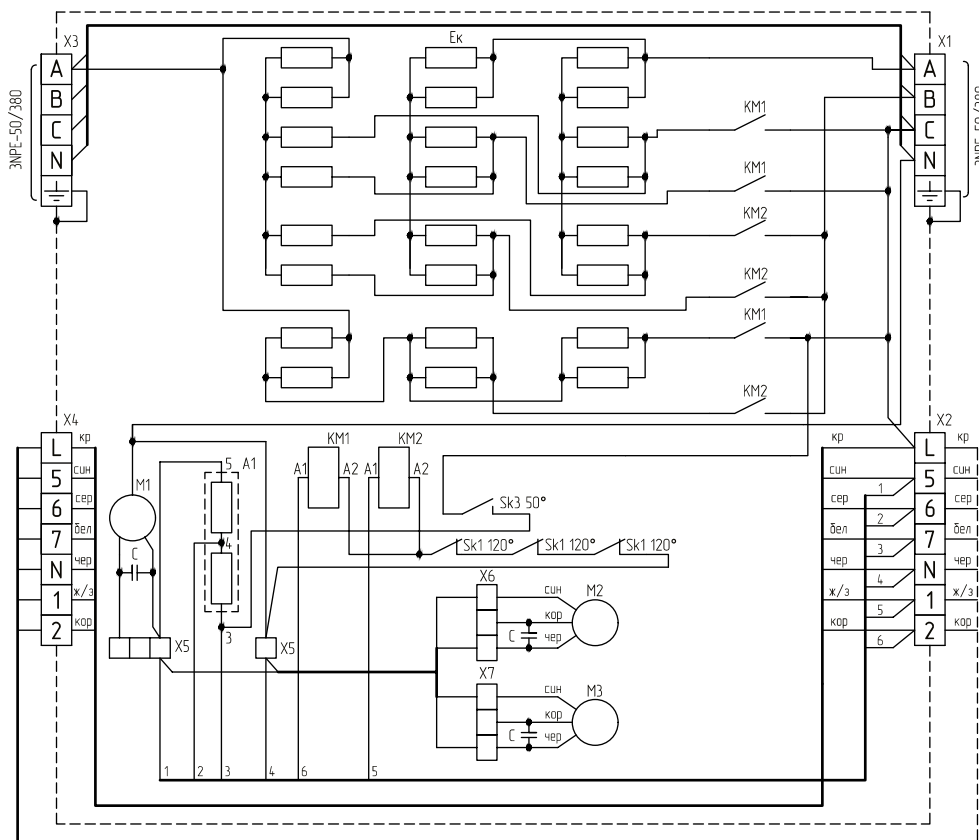 X3
A
B
C
N
3NPE-50/380
Ек
X1
A
B
C
N
KM1
KM1
KM2
KM2
KM1
KM2
X4
L
5
6
7
N
1
2
кр
син
сер
бел
чер
ж/з
кор
M1
C
5
A1
4
3
X5
X5
KM1
A1
A2
KM2
A1
A2
Sk3 50°
Sk1 120°
Sk1 120°
Sk1 120°
X6
син
кор
чер
C
M2
X7
син
кор
чер
C
M3
1
2
3
4
6
5
кр
син
сер
бел
чер
ж/з
кор
1
2
3
4
5
6
X2
L
5
6
7
N
1
2
кр
син
сер
бел
чер
ж/з
кор